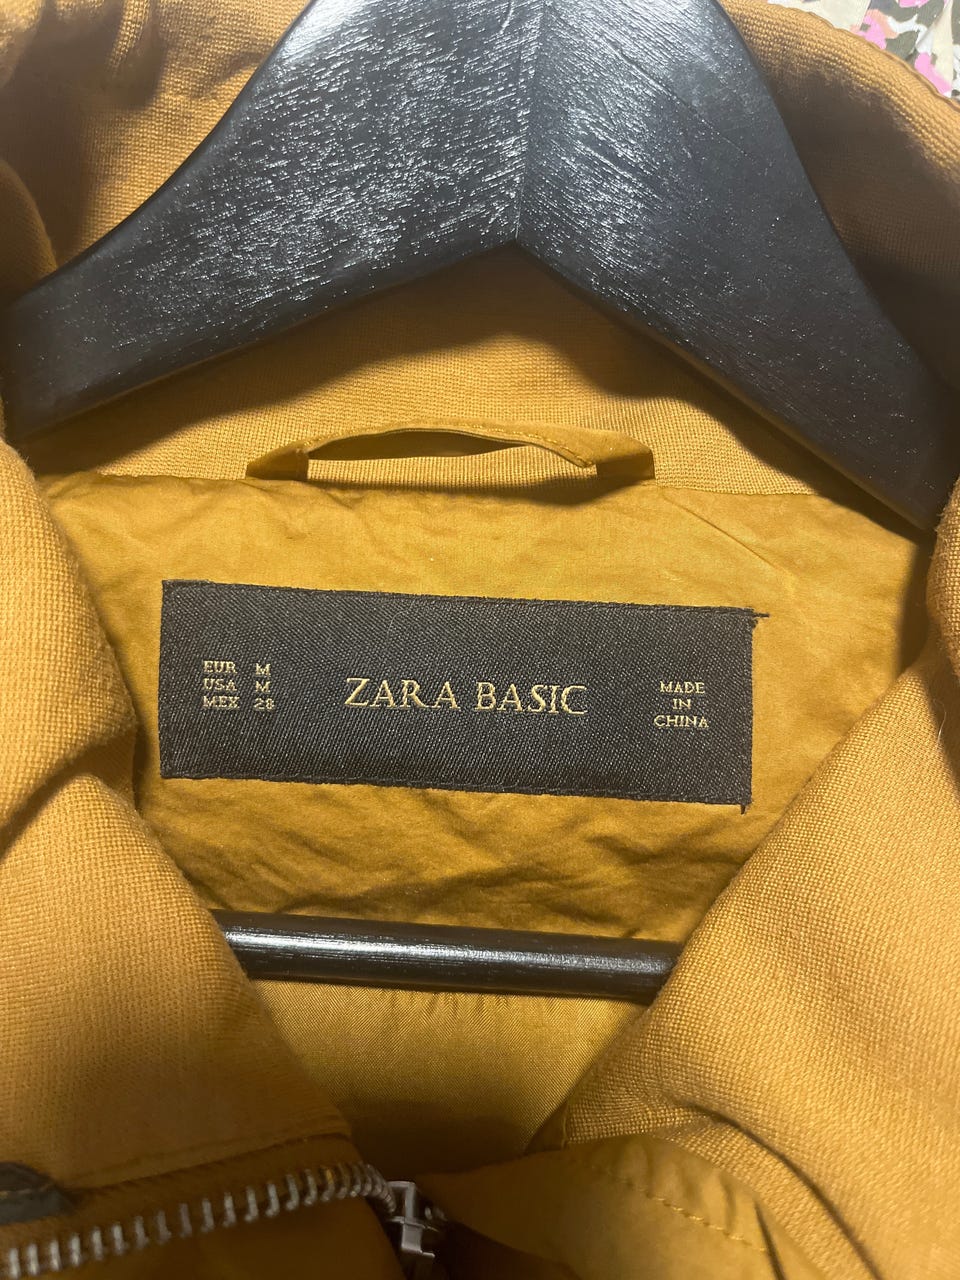 EUR M
USA M
MEX 28
ZARA BASIC
MADE
IN
CHINA